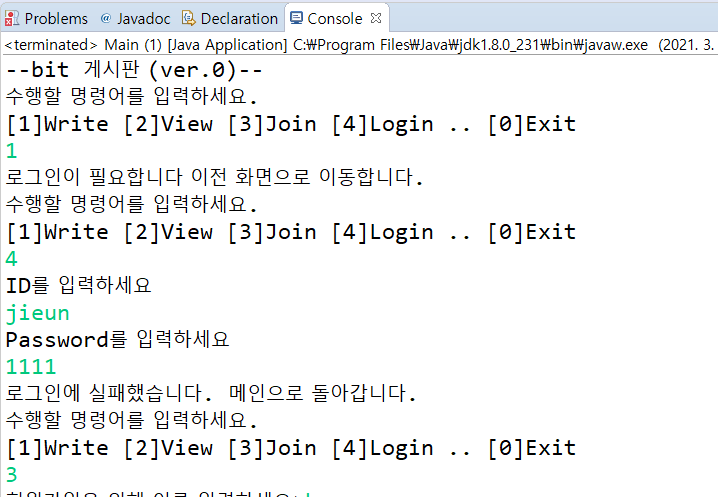 Problems @ Javadoc Declaration Console
<terminated> Main (1) [Java Application] C:₩Program Files₩Java₩jdk1.8.0_231₩bin₩javaw.exe (2021. 3.
--bit 게시판 (ver.0)--
수행할 명령어를 입력하세요.
[1]Write [2]View [3]Join [4]Login .. [0]Exit
1
로그인이 필요합니다 이전 화면으로 이동합니다.
수행할 명령어를 입력하세요.
[1]Write [2]View [3]Join [4]Login .. [0]Exit
4
ID를 입력하세요
jieun
Password를 입력하세요
1111
로그인에 실패했습니다. 메인으로 돌아갑니다.
수행할 명령어를 입력하세요.
[1]Write [2]View [3]Join [4]Login .. [0]Exit
3